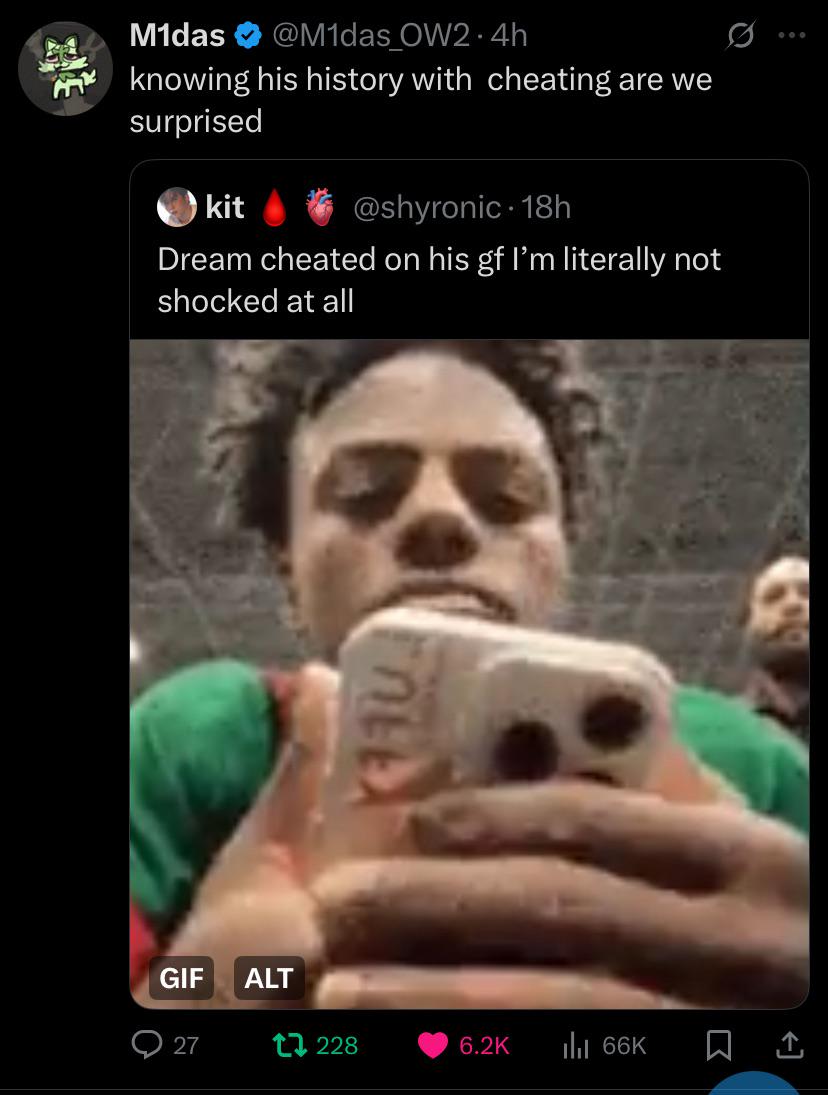 M1das @M1das_OW2 · 4h
knowing his history with  cheating are we
surprised
kit 🩸 🫀 @shyronic · 18h
Dream cheated on his gf I’m literally not
shocked at all
GIF ALT
27 228 6.2K 66K